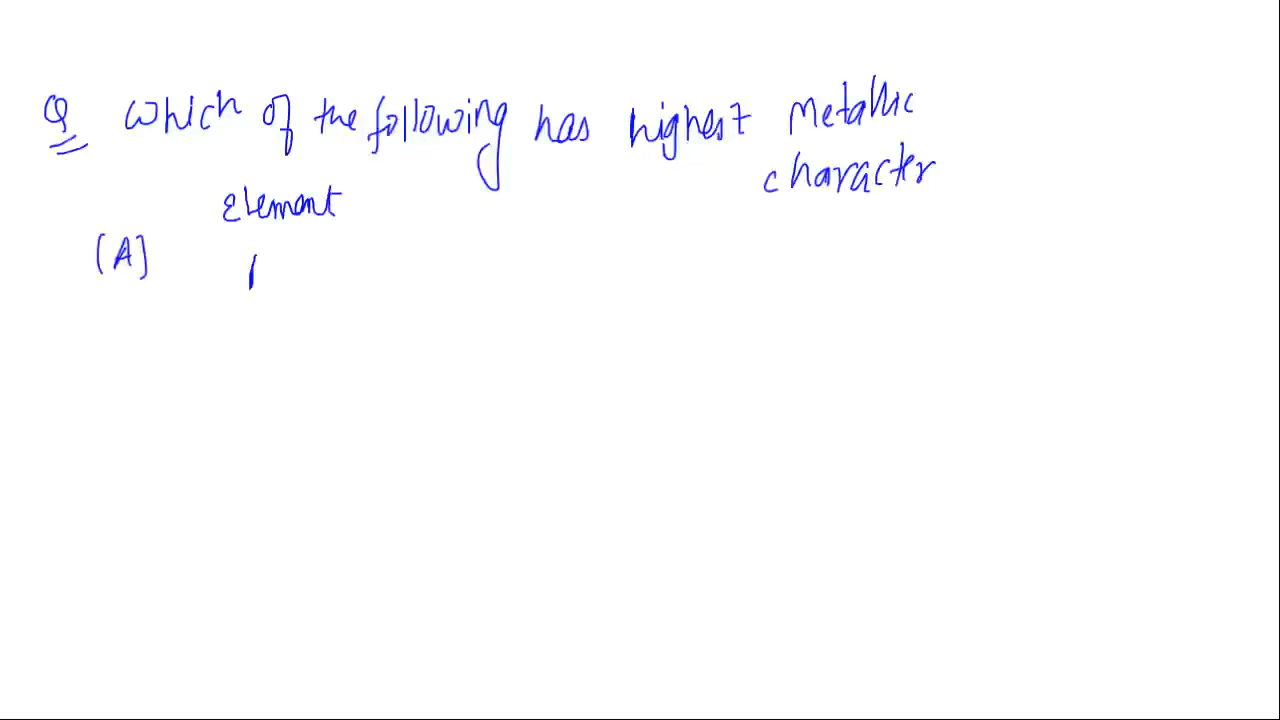 Q Which of the following has highest Metallic
character
Element
(A]